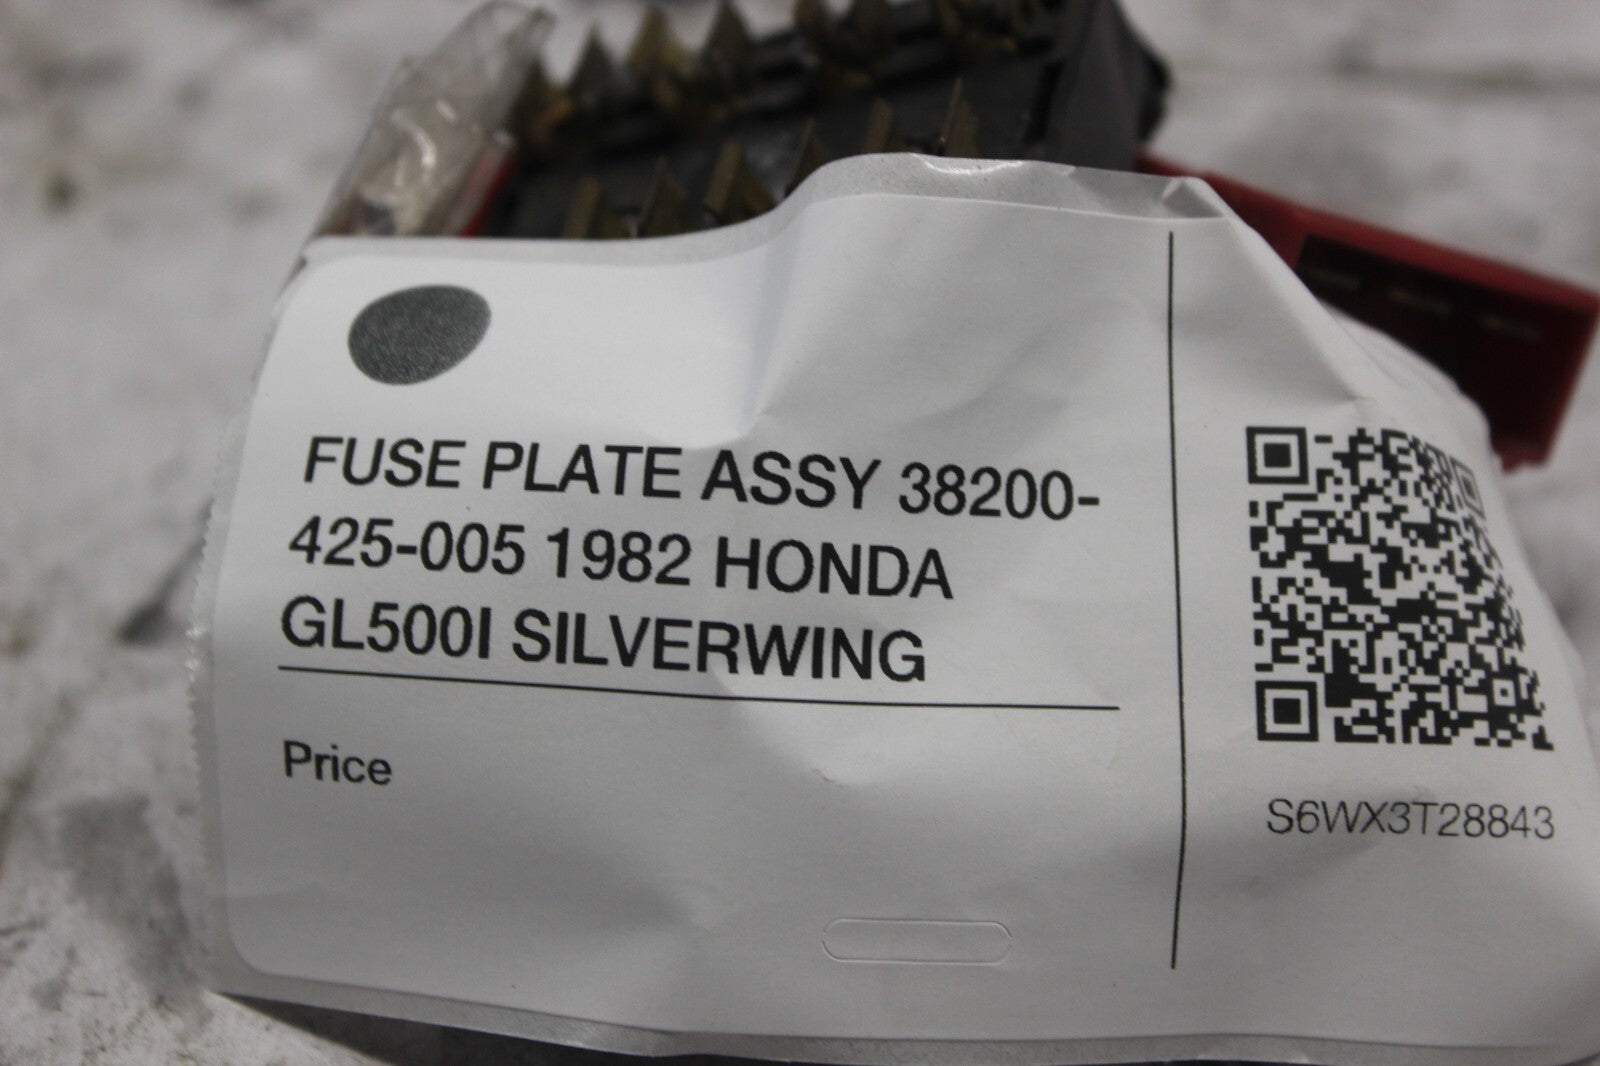 FUSE PLATE ASSY 38200-
425-005 1982 HONDA
GL500I SILVERWING
Price
S6WX3T28843